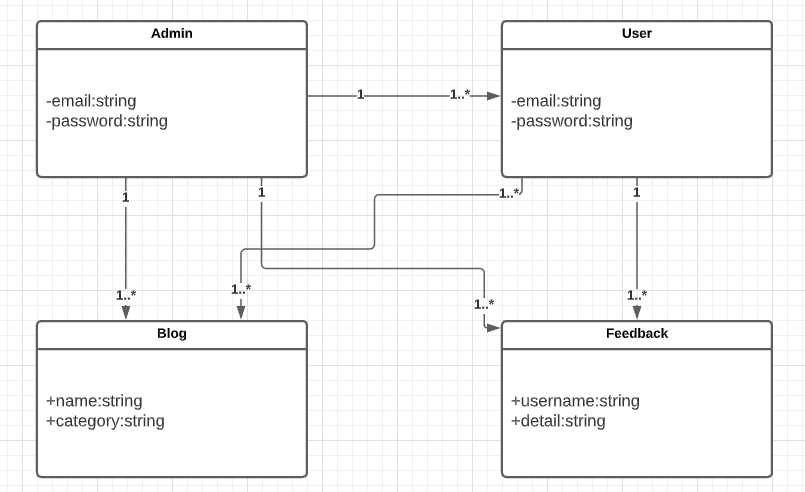 Admin
User
-email:string
-password:string
1
1..*
-email:string
-password:string
1
1
1..*
1
1..*
1..*
1..*
1..*
Blog
Feedback
+name:string
+category:string
+username:string
+detail:string